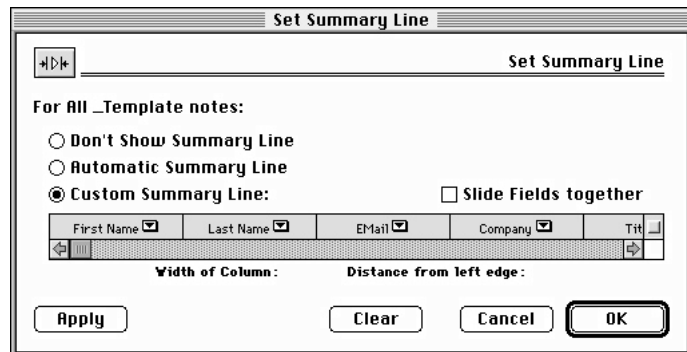 Set Summary Line
Set Summary Line
For All _Template notes:
Don't Show Summary Line
Automatic Summary Line
Custom Summary Line: Slide Fields together
First Name Last Name EMail Company Tit
Width of Column: Distance from left edge:
Apply Clear Cancel OK